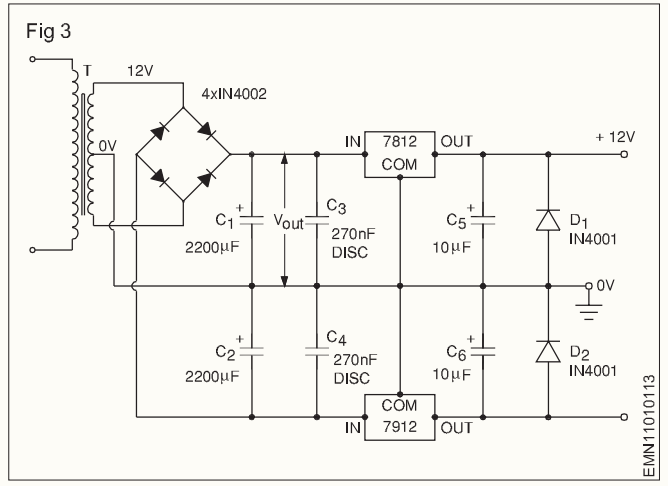 Fig 3
T
12V
4xIN4002
0V
IN
7812
COM
OUT
+ 12V
+
C1
2200μF
Vout
C3
270nF
DISC
+
C5
10μF
D1
IN4001
0V
+
C2
2200μF
C4
270nF
DISC
+
C6
10μF
D2
IN4001
COM
IN
7912
OUT
EMN11010113